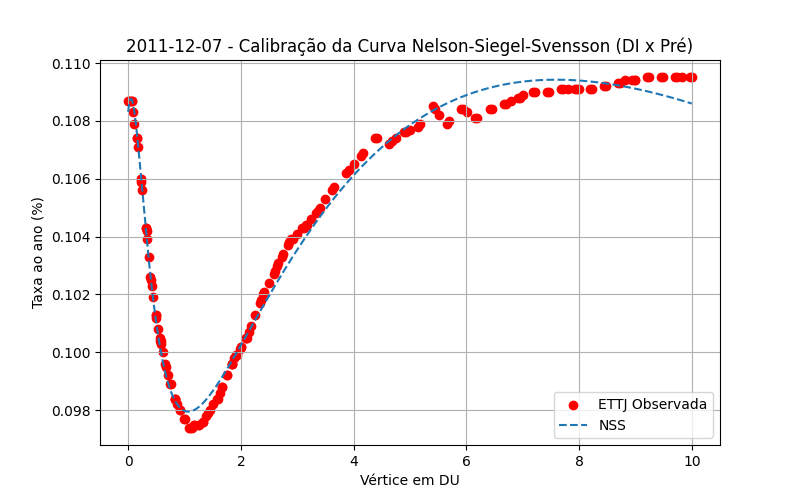 2011-12-07 - Calibração da Curva Nelson-Siegel-Svensson (DI x Pré)
0.110
0.108
0.106
0.104
0.102
0.100
0.098
Taxa ao ano (%)
ETTJ Observada
NSS
0 2 4 6 8 10
Vértice em DU